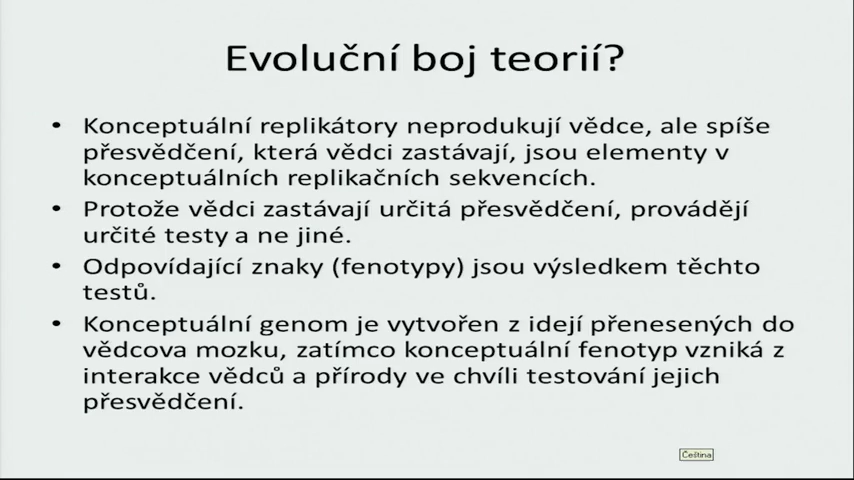 Evoluční boj teorií?
• Konceptuální replikátory neprodukují vědce, ale spíše
přesvědčení, která vědci zastávají, jsou elementy v
konceptuálních replikačních sekvencích.
• Protože vědci zastávají určitá přesvědčení, provádějí
určité testy a ne jiné.
• Odpovídající znaky (fenotypy) jsou výsledkem těchto
testů.
• Konceptuální genom je vytvořen z idejí přenesených do
vědcova mozku, zatímco konceptuální fenotyp vzniká z
interakce vědců a přírody ve chvíli testování jejich
přesvědčení.
Čeština